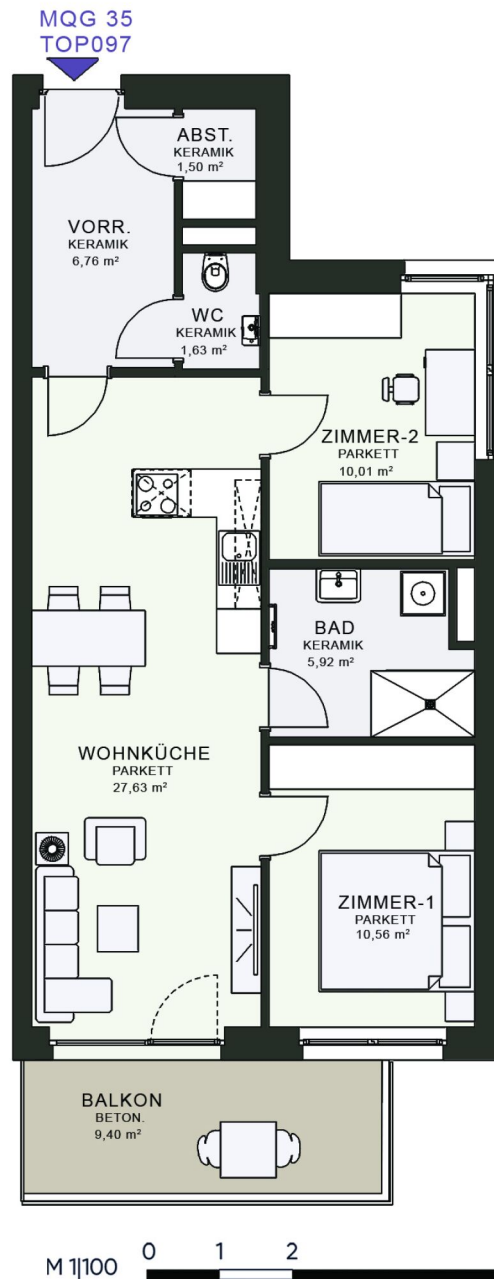 MQG 35
TOP097
ABST.
KERAMIK
1,50 m²
VORR.
KERAMIK
6,76 m²
WC
KERAMIK
1,63 m²
ZIMMER-2
PARKETT
10,01 m²
BAD
KERAMIK
5,92 m²
WOHNKÜCHE
PARKETT
27,63 m²
ZIMMER-1
PARKETT
10,56 m²
BALKON
BETON.
9,40 m²
M 1|100 0 1 2